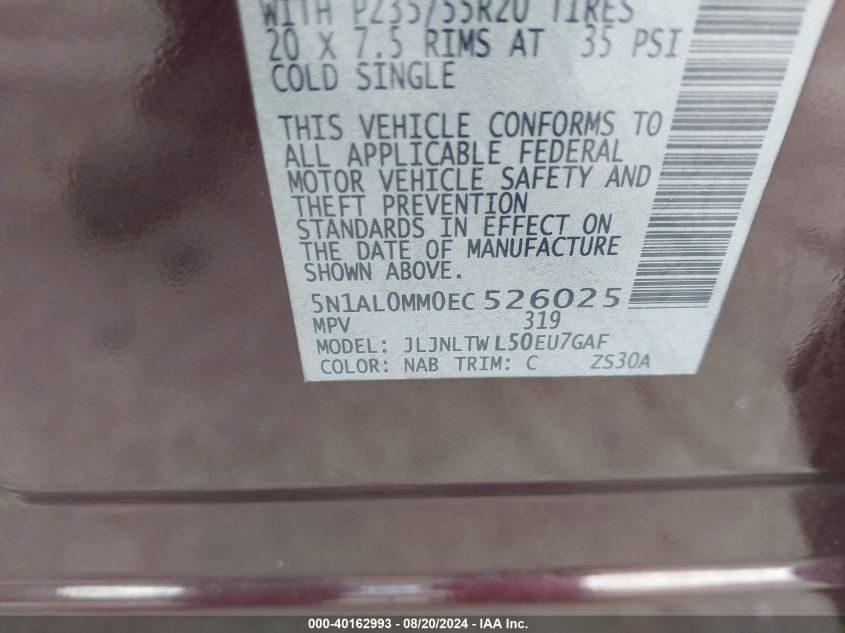 WITH P235/55R20 TIRES
20 X 7.5 RIMS AT 35 PSI
COLD SINGLE
THIS VEHICLE CONFORMS TO
ALL APPLICABLE FEDERAL
MOTOR VEHICLE SAFETY AND
THEFT PREVENTION
STANDARDS IN EFFECT ON
THE DATE OF MANUFACTURE
SHOWN ABOVE.
5N1AL0MM0EC 526025
MPV 319
MODEL: JLJNLTWL50EU7GAF
COLOR: NAB TRIM: C ZS30A
000-40162993 - 08/20/2024 - IAA Inc.